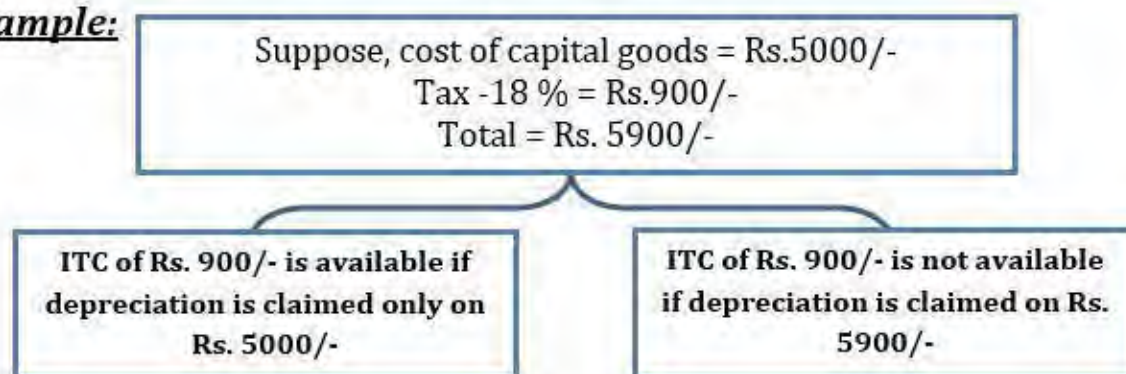 ample:
Suppose, cost of capital goods = Rs.5000/-
Tax -18 % = Rs.900/-
Total = Rs. 5900/-
ITC of Rs. 900/- is available if
depreciation is claimed only on
Rs. 5000/-
ITC of Rs. 900/- is not available
if depreciation is claimed on Rs.
5900/-